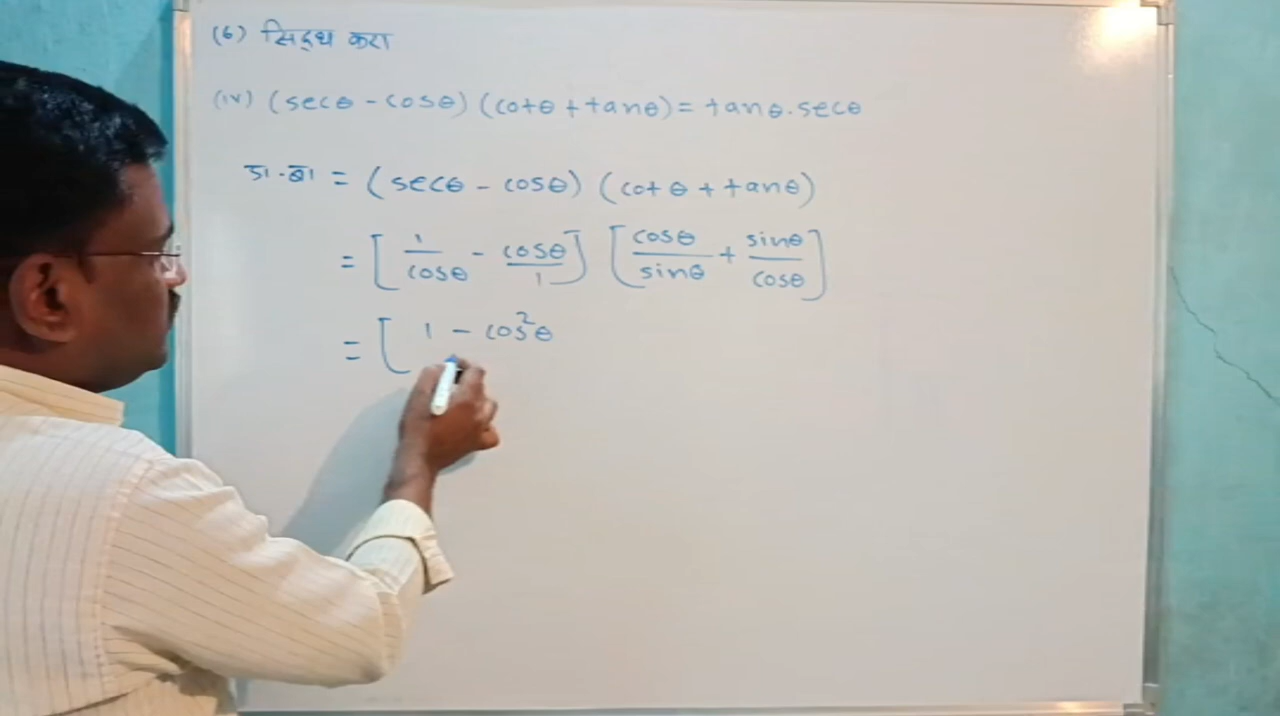 (6) सिद्ध करा
(iv) (secθ - cosθ) (cotθ + tanθ) = tanθ.secθ
डा.बा = (secθ - cosθ) (cotθ + tanθ)
= [1/cosθ - cosθ/1] [cosθ/sinθ + sinθ/cosθ]
= [1 - cos²θ